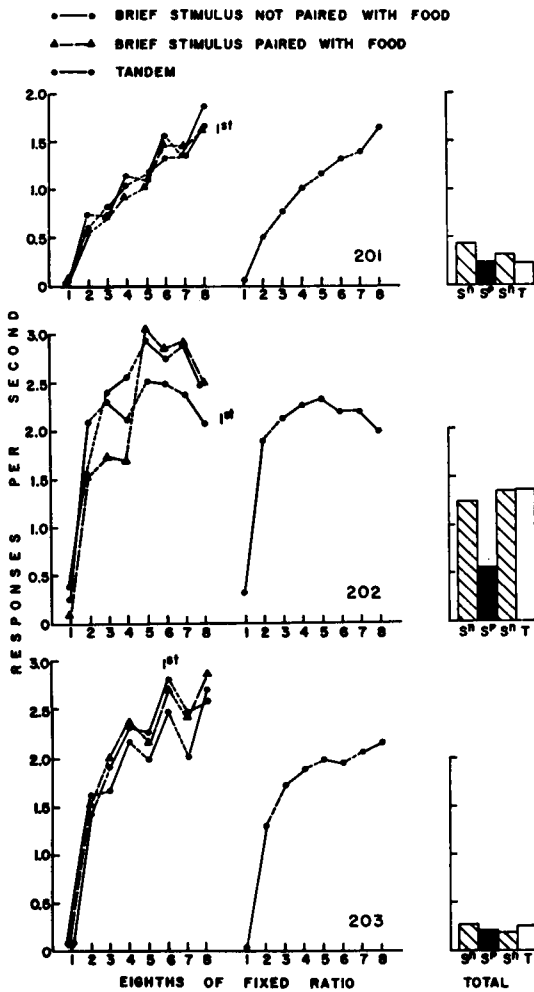 BRIEF STIMULUS NOT PAIRED WITH FOOD
BRIEF STIMULUS PAIRED WITH FOOD
TANDEM
RESPONSES PER SECOND
2.0
1.5
1.0
0.5
0
1st
1 2 3 4 5 6 7 8
1 2 3 4 5 6 7 8
201
Sn Sp Sn T
3.0
2.5
2.0
1.5
1.0
0.5
0
1st
1 2 3 4 5 6 7 8
1 2 3 4 5 6 7 8
202
Sn Sp Sn T
3.0
2.5
2.0
1.5
1.0
0.5
0
1st
1 2 3 4 5 6 7 8
1 2 3 4 5 6 7 8
203
Sn Sp Sn T
EIGHTHS OF FIXED RATIO
TOTAL